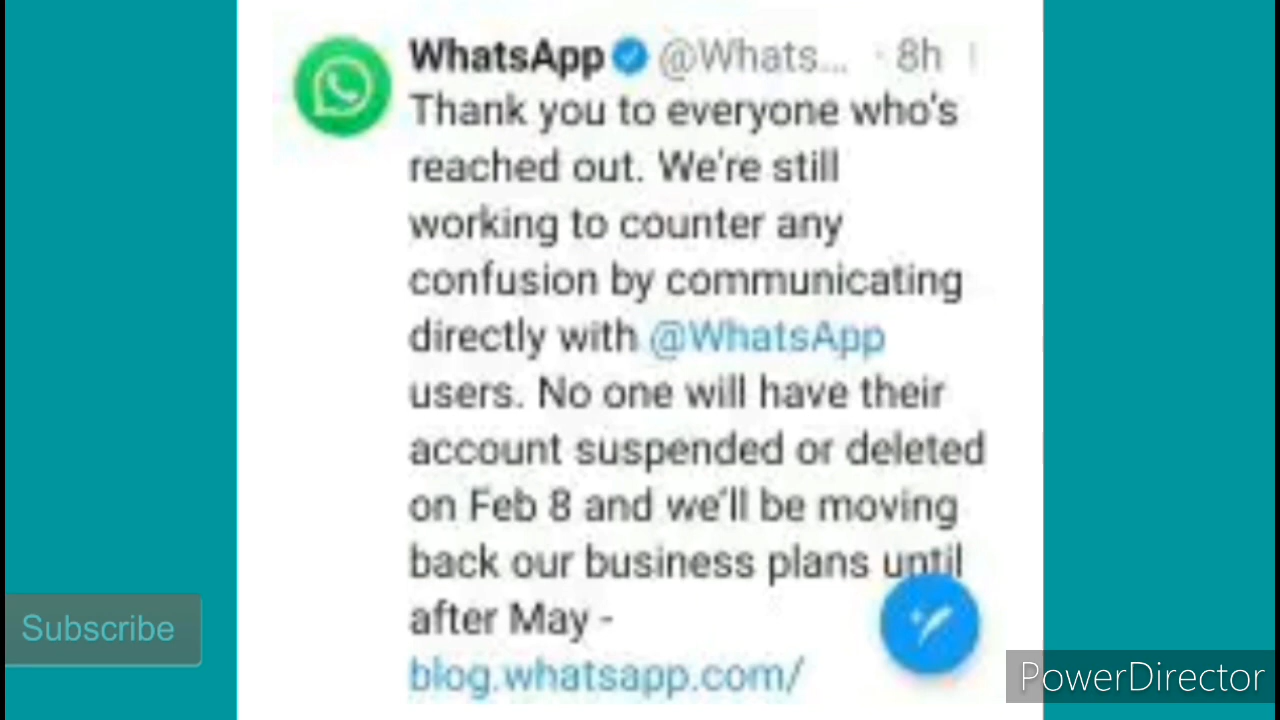 WhatsApp @Whats... · 8h
Thank you to everyone who's
reached out. We're still
working to counter any
confusion by communicating
directly with @WhatsApp
users. No one will have their
account suspended or deleted
on Feb 8 and we'll be moving
back our business plans until
after May -
blog.whatsapp.com/
Subscribe
PowerDirector